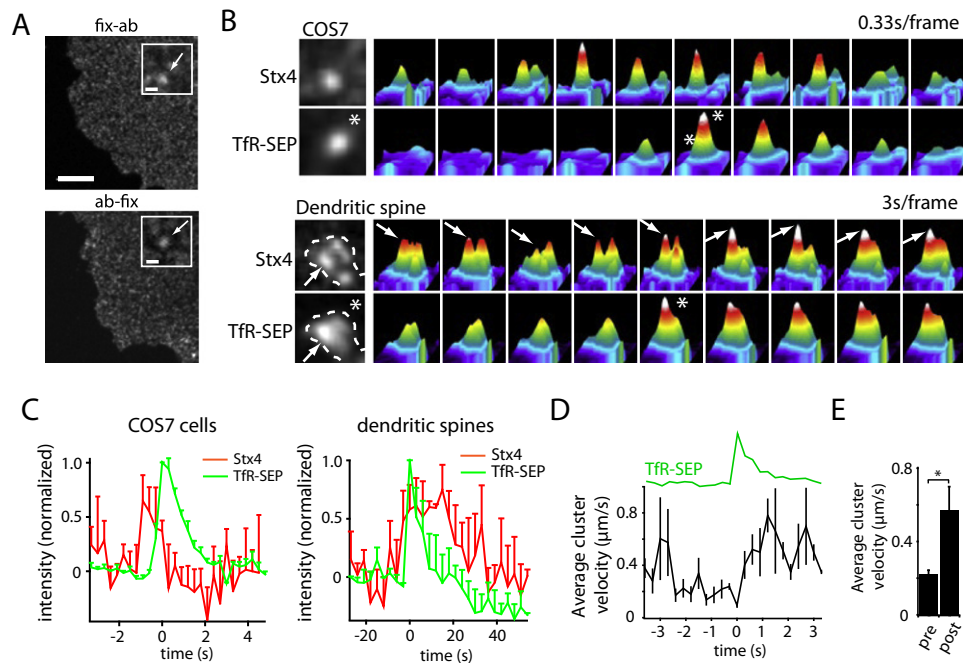 A
fix-ab
ab-fix
B
COS7
0.33s/frame
Stx4
*
TfR-SEP
*
*
Dendritic spine
3s/frame
Stx4
*
TfR-SEP
*
C
COS7 cells
Stx4
TfR-SEP
intensity (normalized)
1.0
0.5
0
-2 0 2 4
time (s)
dendritic spines
Stx4
TfR-SEP
intensity (normalized)
1.0
0.5
0
-20 0 20 40
time (s)
D
TfR-SEP
Average cluster
velocity (µm/s)
0.8
0.4
0
-3 -2 -1 0 1 2 3
time (s)
E
Average cluster
velocity (µm/s)
0.8
0.4
0
*
pre
post